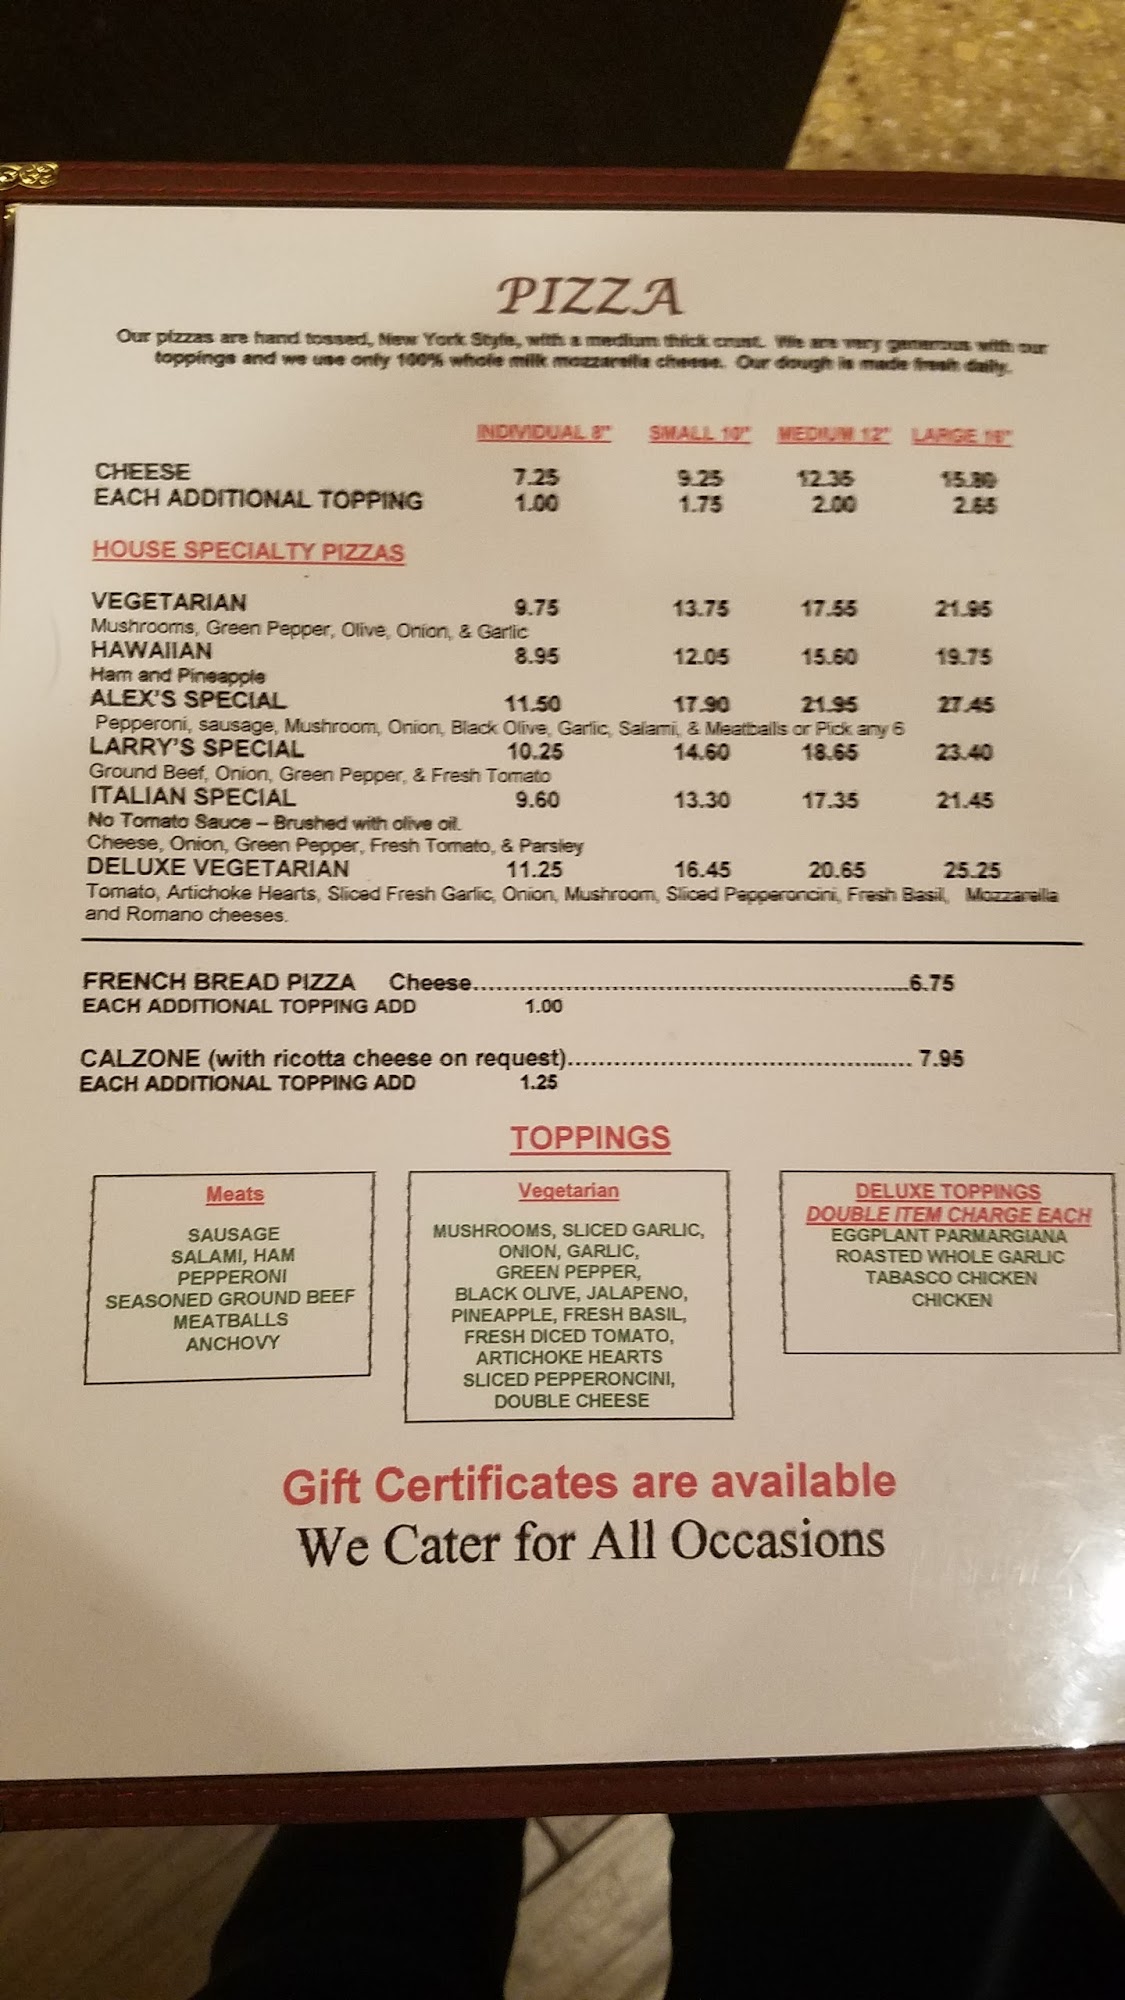 PIZZA
Our pizzas are hand tossed, New York Style, with a medium thick crust. We are very generous with our
toppings and we use only 100% whole milk mozzarella cheese. Our dough is made fresh daily.
INDIVIDUAL 8" SMALL 10" MEDIUM 12" LARGE 16"
CHEESE 7.25 9.25 12.35 15.80
EACH ADDITIONAL TOPPING 1.00 1.75 2.00 2.65
HOUSE SPECIALTY PIZZAS
VEGETARIAN 9.75 13.75 17.55 21.95
Mushrooms, Green Pepper, Olive, Onion, & Garlic
HAWAIIAN 8.95 12.05 15.60 19.75
Ham and Pineapple
ALEX'S SPECIAL 11.50 17.90 21.95 27.45
Pepperoni, sausage, Mushroom, Onion, Black Olive, Garlic, Salami, & Meatballs or Pick any 6
LARRY'S SPECIAL 10.25 14.60 18.65 23.40
Ground Beef, Onion, Green Pepper, & Fresh Tomato
ITALIAN SPECIAL 9.60 13.30 17.35 21.45
No Tomato Sauce – Brushed with olive oil.
Cheese, Onion, Green Pepper, Fresh Tomato, & Parsley
DELUXE VEGETARIAN 11.25 16.45 20.65 25.25
Tomato, Artichoke Hearts, Sliced Fresh Garlic, Onion, Mushroom, Sliced Pepperoncini, Fresh Basil, Mozzarella
and Romano cheeses.
FRENCH BREAD PIZZA Cheese..........................................................6.75
EACH ADDITIONAL TOPPING ADD 1.00
CALZONE (with ricotta cheese on request).............................................. 7.95
EACH ADDITIONAL TOPPING ADD 1.25
TOPPINGS
Meats
SAUSAGE
SALAMI, HAM
PEPPERONI
SEASONED GROUND BEEF
MEATBALLS
ANCHOVY
Vegetarian
MUSHROOMS, SLICED GARLIC,
ONION, GARLIC,
GREEN PEPPER,
BLACK OLIVE, JALAPENO,
PINEAPPLE, FRESH BASIL,
FRESH DICED TOMATO,
ARTICHOKE HEARTS
SLICED PEPPERONCINI,
DOUBLE CHEESE
DELUXE TOPPINGS
DOUBLE ITEM CHARGE EACH
EGGPLANT PARMARGIANA
ROASTED WHOLE GARLIC
TABASCO CHICKEN
CHICKEN
Gift Certificates are available
We Cater for All Occasions